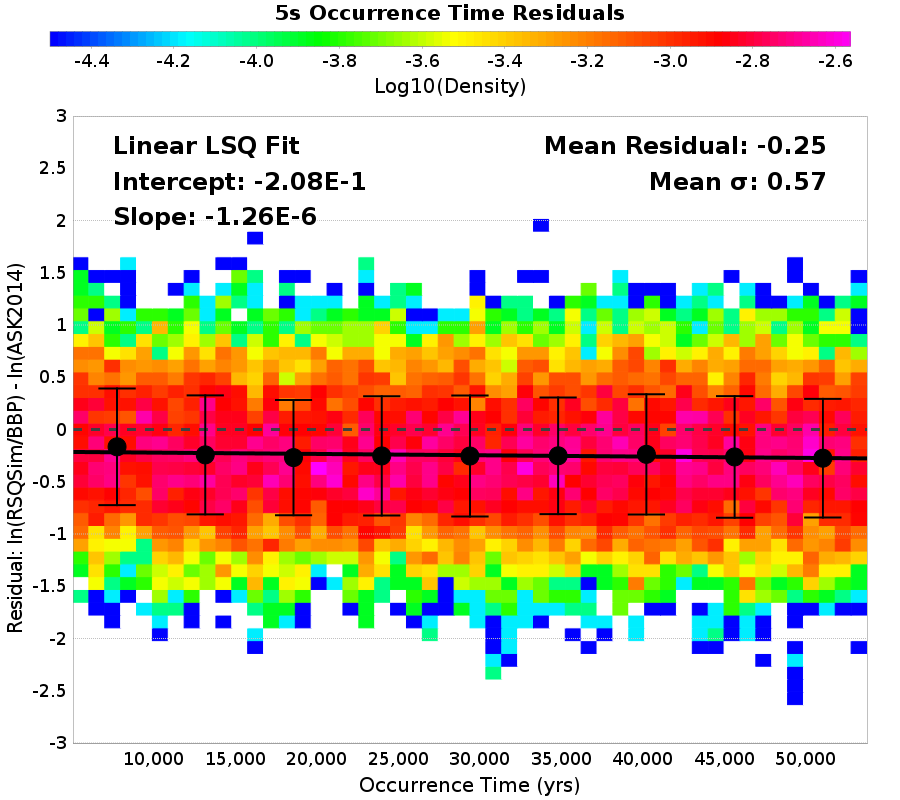 5s Occurrence Time Residuals
-4.4 -4.2 -4.0 -3.8 -3.6 -3.4 -3.2 -3.0 -2.8 -2.6
Log10(Density)
Linear LSQ Fit
Intercept: -2.08E-1
Slope: -1.26E-6
Mean Residual: -0.25
Mean σ: 0.57
Residual: ln(RSQSim/BBP) - ln(ASK2014)
3
2.5
2
1.5
1
0.5
0
-0.5
-1
-1.5
-2
-2.5
-3
10,000 15,000 20,000 25,000 30,000 35,000 40,000 45,000 50,000
Occurrence Time (yrs)